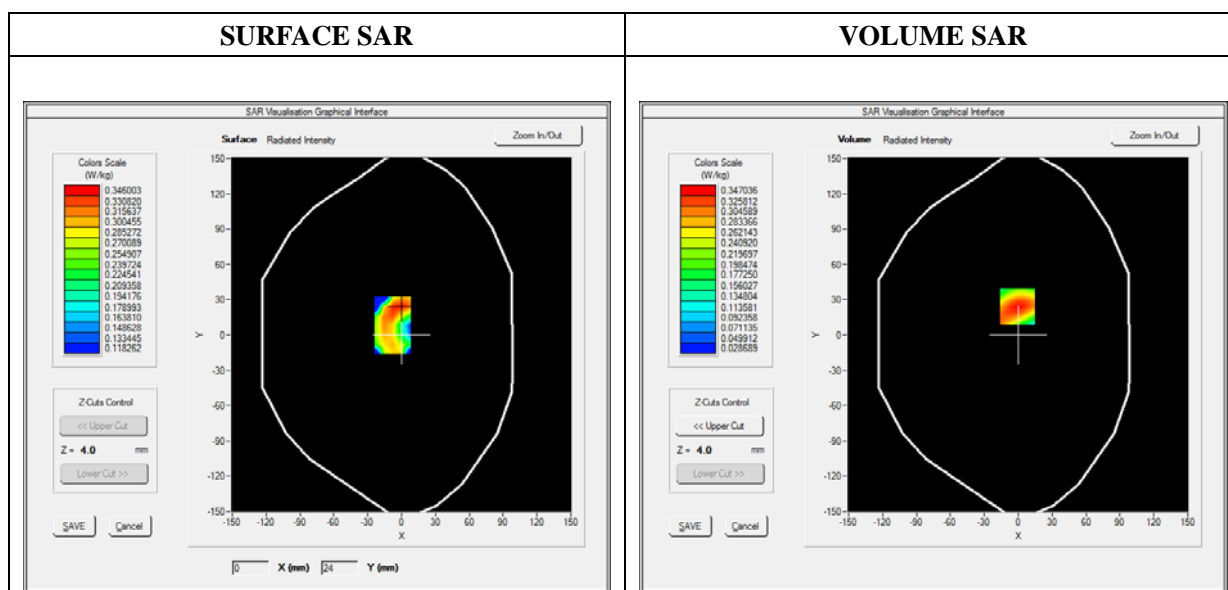 SURFACE SAR
SAR Visualisation Graphical Interface
Surface Radiated Intensity
Zoom In/Out
Colors Scale
(W/kg)
0.346003
0.330820
0.315637
0.300455
0.285272
0.270089
0.254907
0.239724
0.224541
0.209358
0.194176
0.178993
0.163810
0.148628
0.133445
0.118262
Z-Cuts Control
<< Upper Cut
Z = 4.0 mm
Lower Cut >>
SAVE Cancel
150
120
90
60
30
0
-30
-60
-90
-120
-150
Y
-150 -120 -90 -60 -30 0 30 60 90 120 150
X
0 X (mm) 24 Y (mm)
VOLUME SAR
SAR Visualisation Graphical Interface
Volume Radiated Intensity
Zoom In/Out
Colors Scale
(W/kg)
0.347036
0.325812
0.304589
0.283366
0.262143
0.240920
0.219697
0.198474
0.177250
0.156027
0.134804
0.113581
0.092358
0.071135
0.049912
0.028689
Z-Cuts Control
<< Upper Cut
Z = 4.0 mm
Lower Cut >>
SAVE Cancel
150
120
90
60
30
0
-30
-60
-90
-120
-150
Y
-150 -120 -90 -60 -30 0 30 60 90 120 150
X